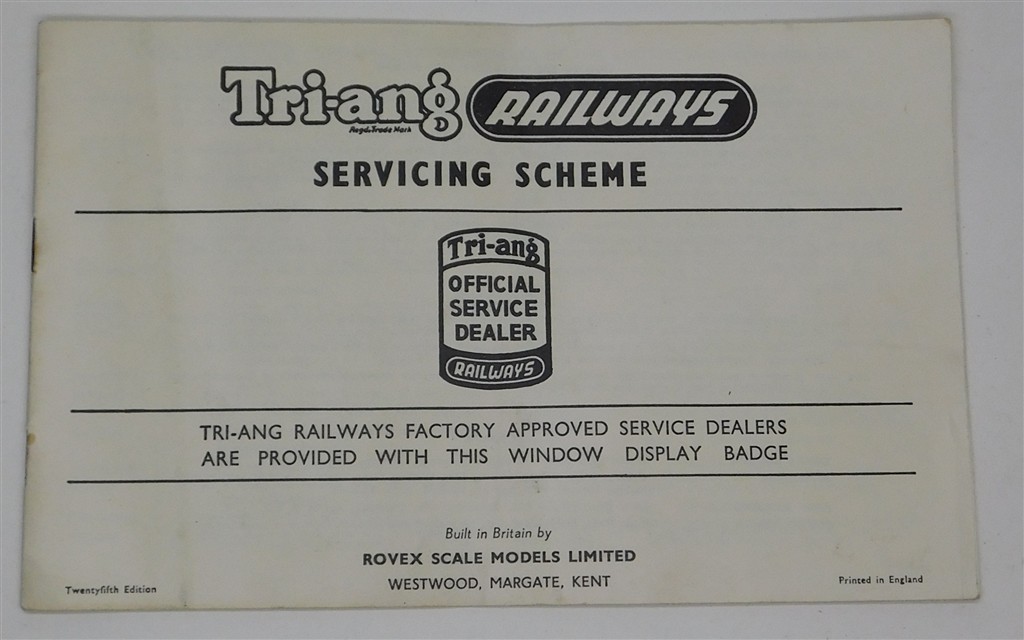 Tri-ang RAILWAYS
Regd. Trade Mark
SERVICING SCHEME
Tri-ang
OFFICIAL
SERVICE
DEALER
RAILWAYS
TRI-ANG RAILWAYS FACTORY APPROVED SERVICE DEALERS
ARE PROVIDED WITH THIS WINDOW DISPLAY BADGE
Built in Britain by
ROVEX SCALE MODELS LIMITED
WESTWOOD, MARGATE, KENT
Twentyfifth Edition
Printed in England